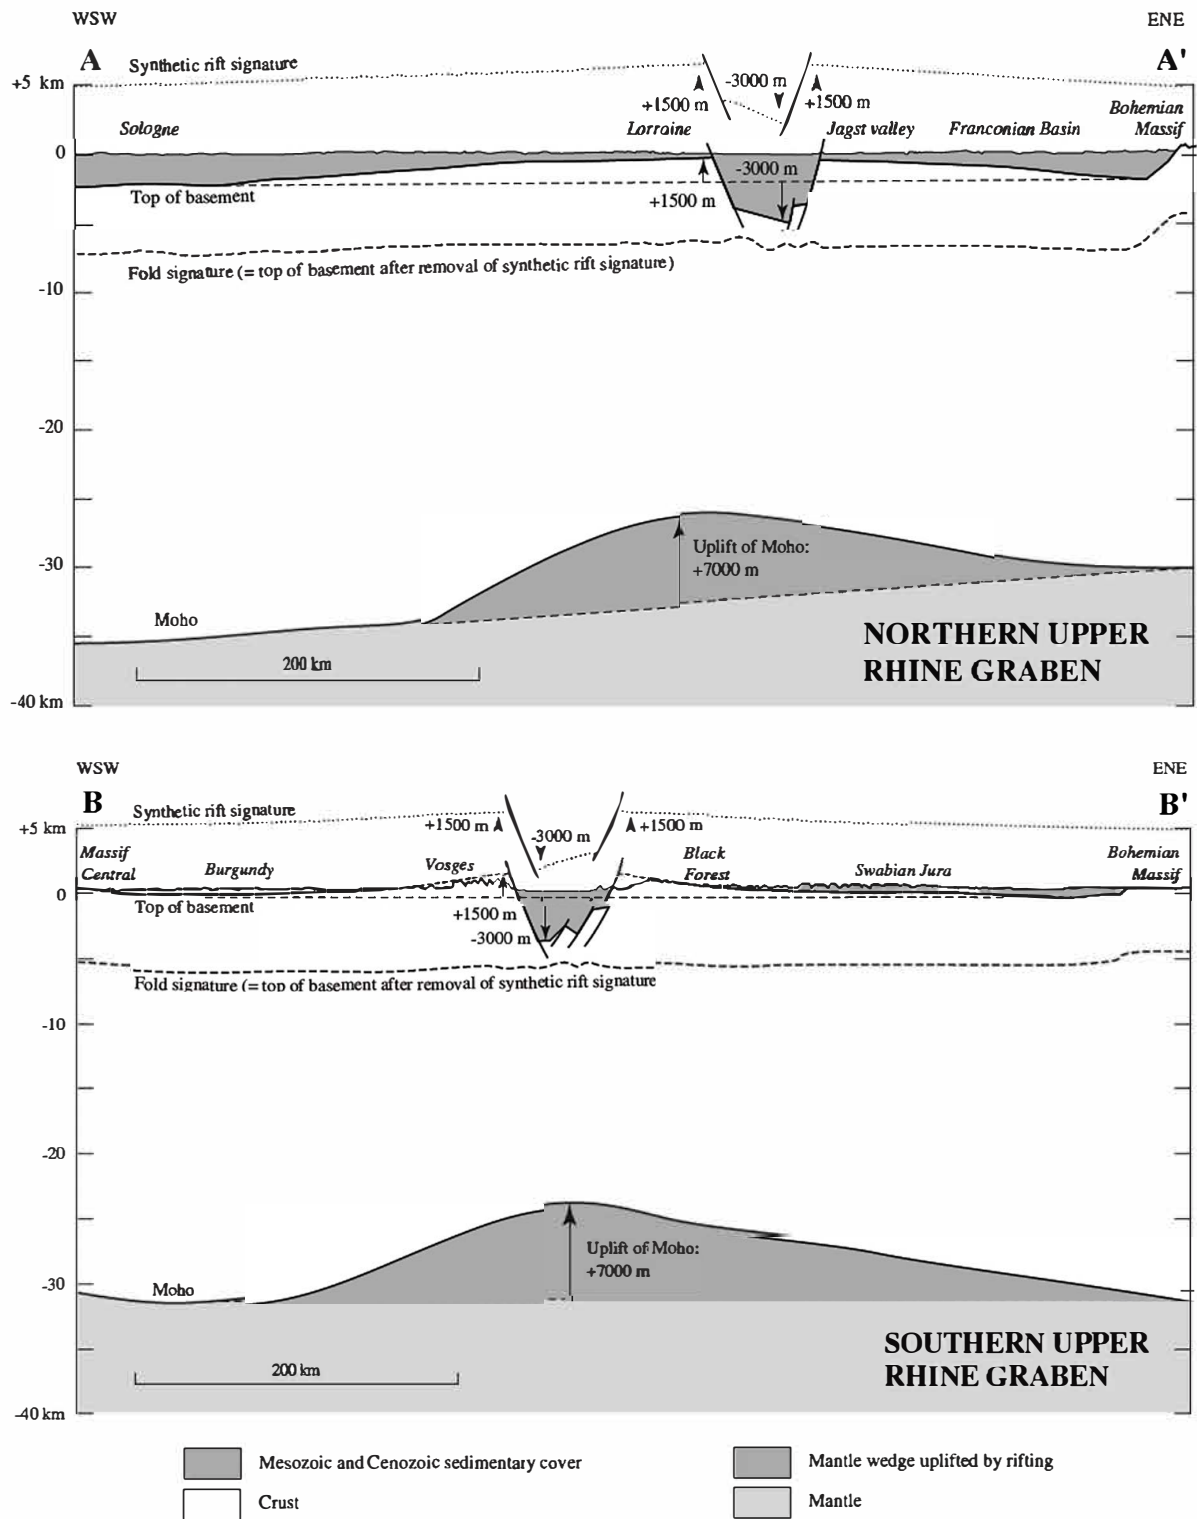 WSW
ENE
A
A'
Synthetic rift signature
+5 km
-3000 m
+1500 m
+1500 m
Bohemian
Massif
Sologne
Lorraine
Jagst valley
Franconian Basin
0
-3000 m
Top of basement
+1500 m
Fold signature (= top of basement after removal of synthetic rift signature)
-10
-20
Uplift of Moho:
+7000 m
-30
Moho
NORTHERN UPPER
RHINE GRABEN
200 km
-40 km
WSW
ENE
B
B'
Synthetic rift signature
+5 km
+1500 m
-3000 m
+1500 m
Massif
Central
Burgundy
Vosges
Black
Forest
Swabian Jura
Bohemian
Massif
0
Top of basement
+1500 m
-3000 m
Fold signature (= top of basement after removal of synthetic rift signature
-10
-20
Uplift of Moho:
+7000 m
-30
Moho
SOUTHERN UPPER
RHINE GRABEN
200 km
-40 km
Mesozoic and Cenozoic sedimentary cover
Mantle wedge uplifted by rifting
Crust
Mantle